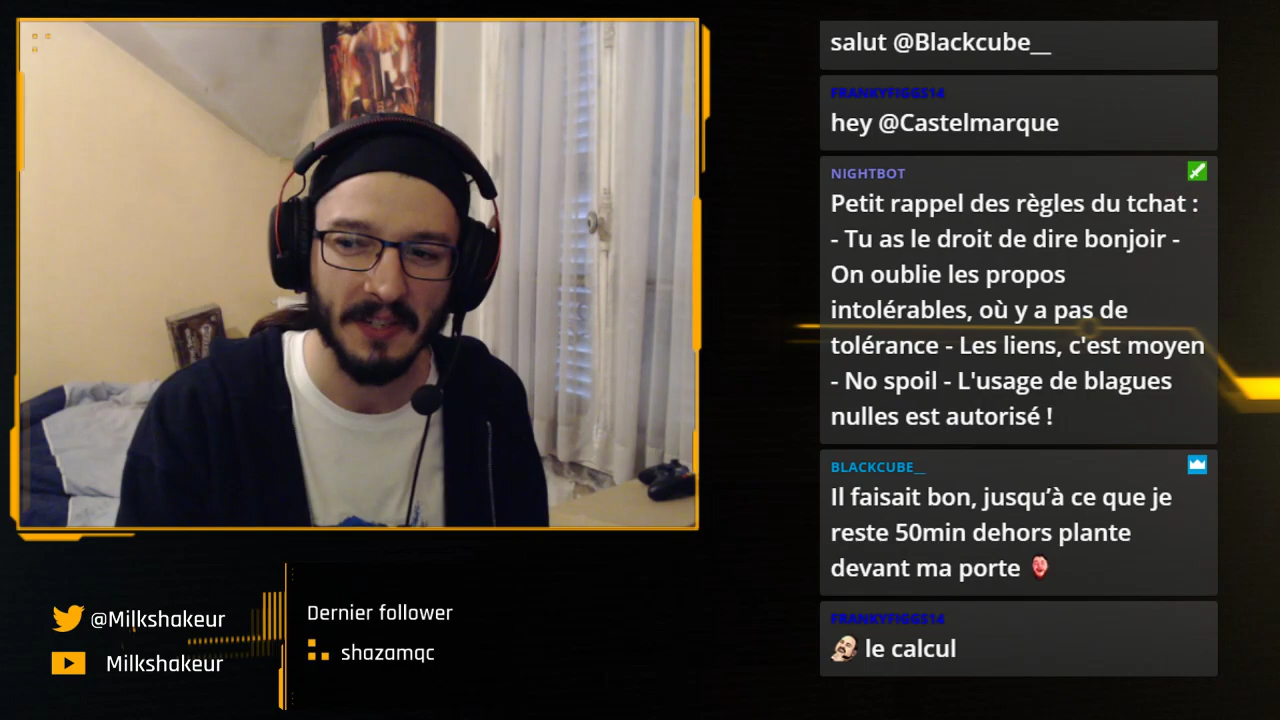 salut @Blackcube__
FRANKYFIGGS14
hey @Castelmarque
NIGHTBOT
Petit rappel des règles du tchat :
- Tu as le droit de dire bonjoir -
On oublie les propos
intolérables, où y a pas de
tolérance - Les liens, c'est moyen
- No spoil - L'usage de blagues
nulles est autorisé !
BLACKCUBE__
Il faisait bon, jusqu’à ce que je
reste 50min dehors plante
devant ma porte
FRANKYFIGGS14
le calcul
@Milkshakeur
Milkshakeur
Dernier follower
shazamqc